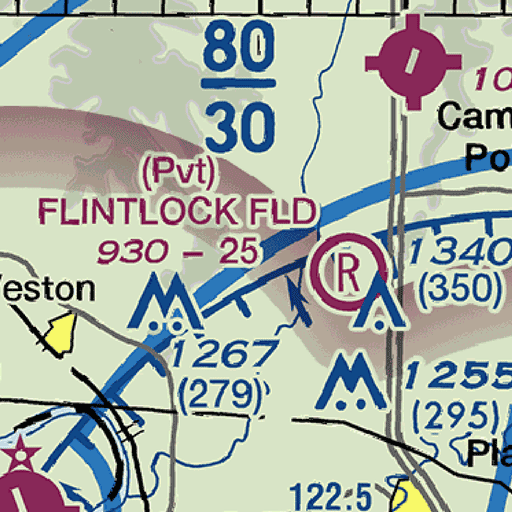 80
30
10
Cam
Po
(Pvt)
FLINTLOCK FLD
930 - 25
R
1340
(350)
eston
1267
(279)
1255
(295)
Pla
122.5